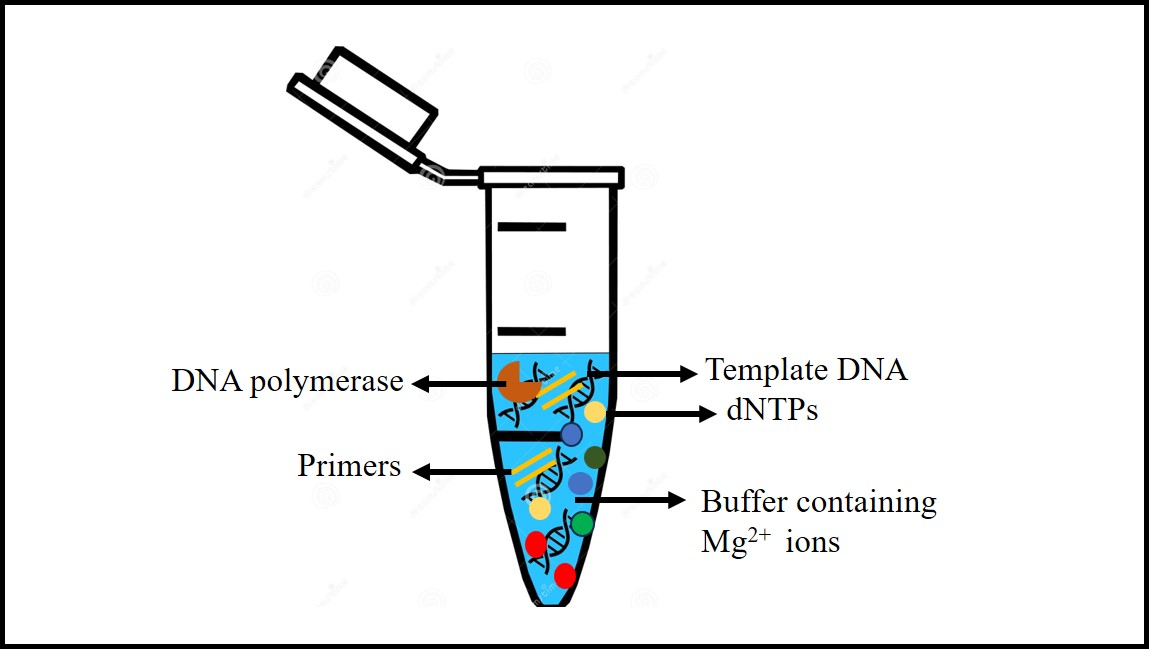 DNA polymerase
Template DNA
dNTPs
Primers
Buffer containing
Mg²⁺ ions